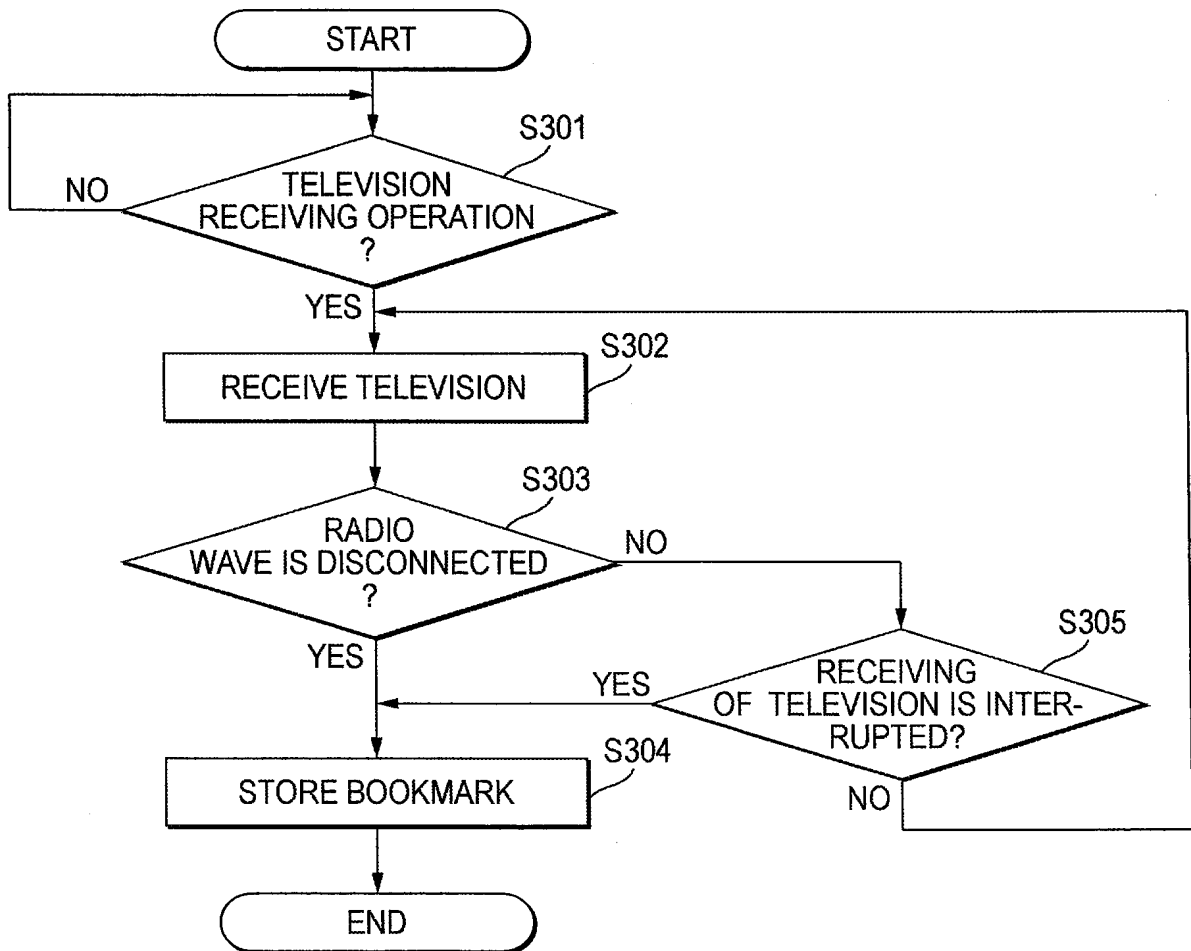 START
S301
NO
TELEVISION
RECEIVING OPERATION
?
YES
S302
RECEIVE TELEVISION
S303
RADIO
WAVE IS DISCONNECTED
?
NO
YES
S305
YES
RECEIVING
OF TELEVISION IS INTER-
RUPTED?
NO
S304
STORE BOOKMARK
END